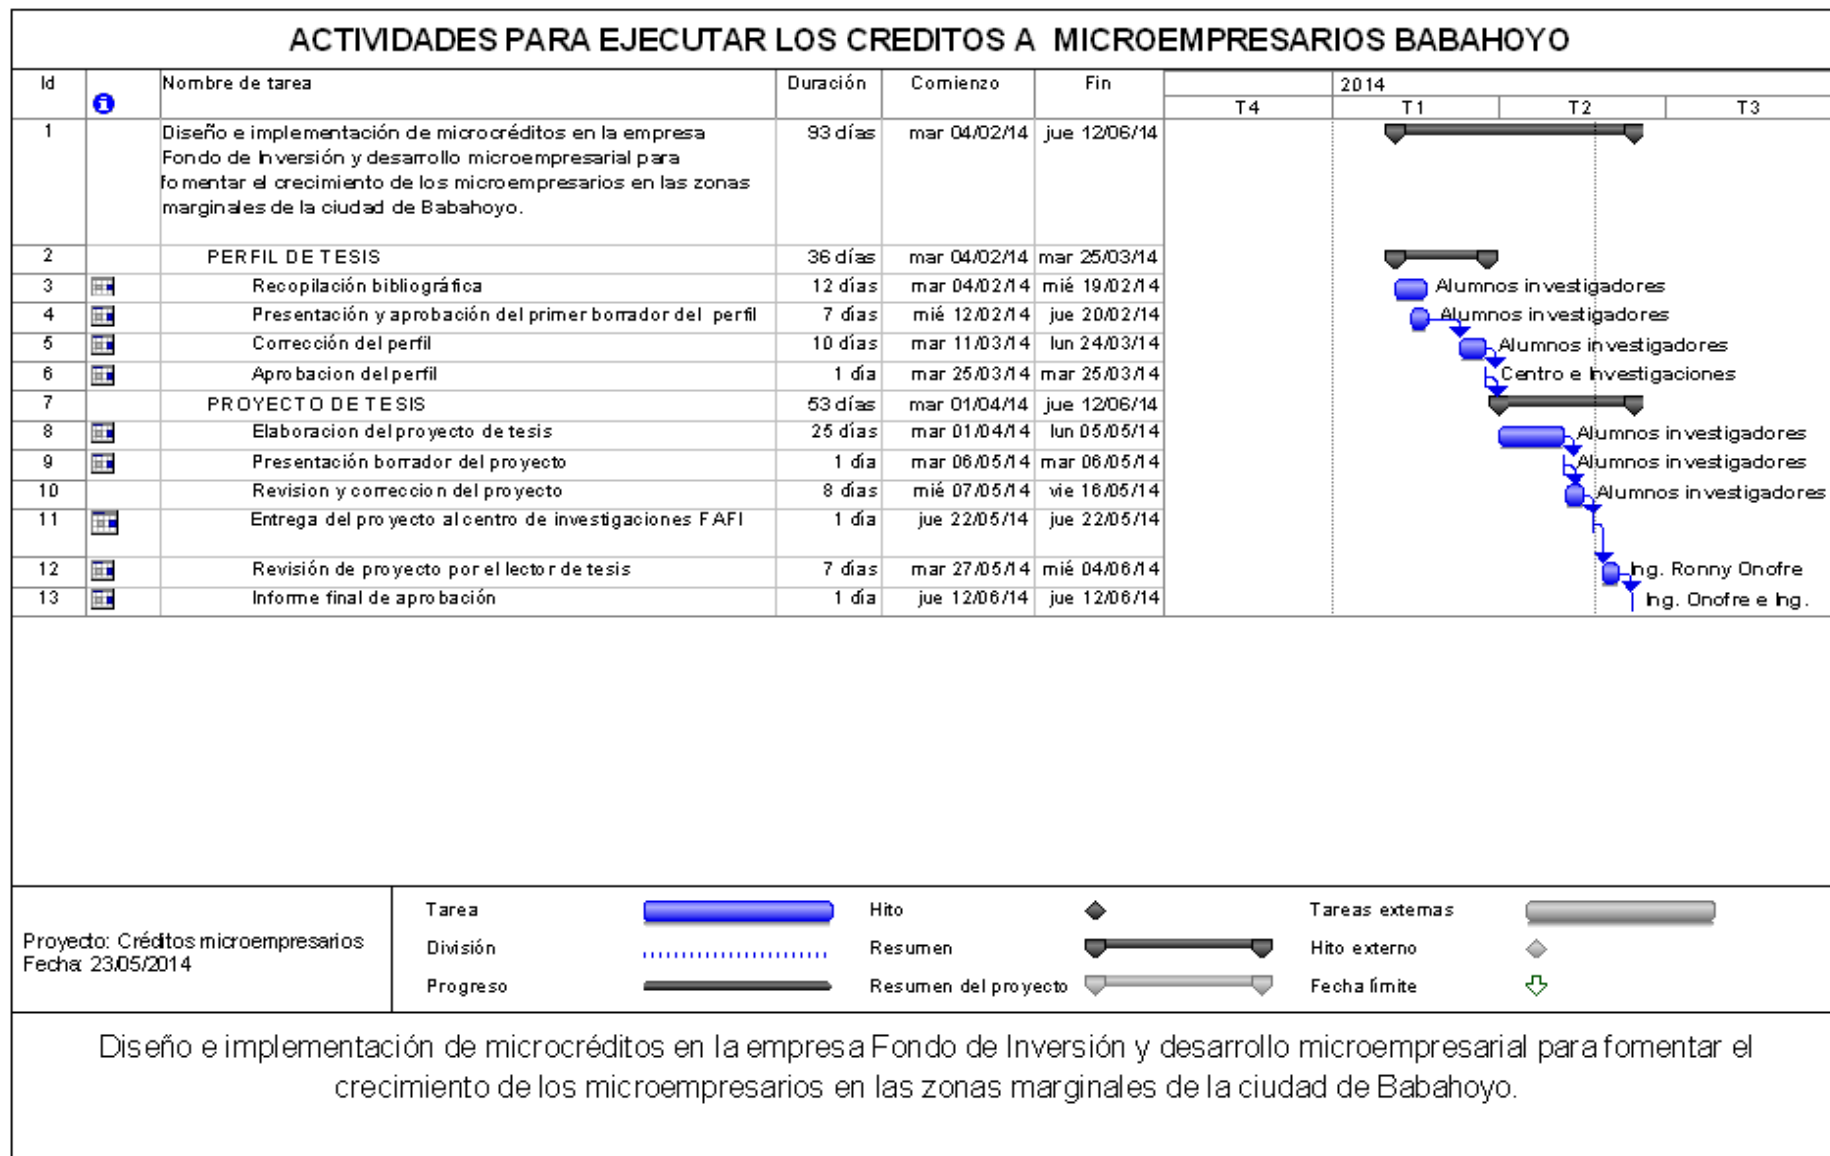 ACTIVIDADES PARA EJECUTAR LOS CREDITOS A MICROEMPRESARIOS BABAHOYO
Id Nombre de tarea Duración Comienzo Fin 2014
T4 T1 T2 T3
1 Diseño e implementación de microcréditos en la empresa 93 días mar 04/02/14 jue 12/06/14
Fondo de Inversión y desarrollo microempresarial para
fomentar el crecimiento de los microempresarios en las zonas
marginales de la ciudad de Babahoyo.
2 PERFIL DE TESIS 36 días mar 04/02/14 mar 25/03/14
3 Recopilación bibliográfica 12 días mar 04/02/14 mié 19/02/14 Alumnos investigadores
4 Presentación y aprobación del primer borrador del perfil 7 días mié 12/02/14 jue 20/02/14 Alumnos investigadores
5 Corrección del perfil 10 días mar 11/03/14 lun 24/03/14 Alumnos investigadores
6 Aprobacion del perfil 1 día mar 25/03/14 mar 25/03/14 Centro e Investigaciones
7 PROYECTO DE TESIS 53 días mar 01/04/14 jue 12/06/14
8 Elaboracion del proyecto de tesis 25 días mar 01/04/14 lun 05/05/14 Alumnos investigadores
9 Presentación borrador del proyecto 1 día mar 06/05/14 mar 06/05/14 Alumnos investigadores
10 Revision y correccion del proyecto 8 días mié 07/05/14 vie 16/05/14 Alumnos investigadores
11 Entrega del proyecto al centro de investigaciones FAFI 1 día jue 22/05/14 jue 22/05/14
12 Revisión de proyecto por el lector de tesis 7 días mar 27/05/14 mié 04/06/14 Ing. Ronny Onofre
13 Informe final de aprobación 1 día jue 12/06/14 jue 12/06/14 Ing. Onofre e Ing.
Proyecto: Créditos microempresarios
Fecha: 23/05/2014
Tarea Hito Tareas externas
División Resumen Hito externo
Progreso Resumen del proyecto Fecha límite
Diseño e implementación de microcréditos en la empresa Fondo de Inversión y desarrollo microempresarial para fomentar el
crecimiento de los microempresarios en las zonas marginales de la ciudad de Babahoyo.